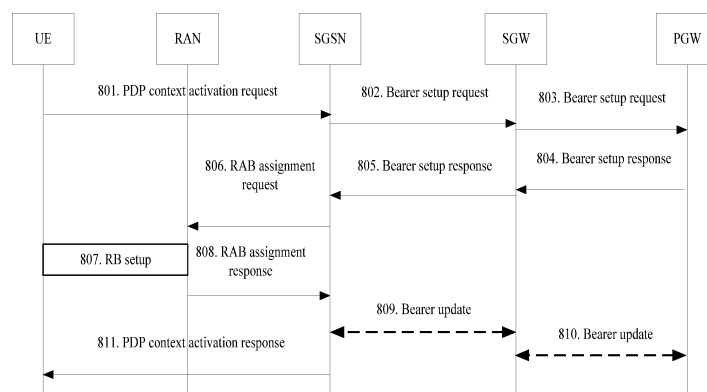 UE
RAN
SGSN
SGW
PGW
801. PDP context activation request
802. Bearer setup request
803. Bearer setup request
804. Bearer setup response
805. Bearer setup response
806. RAB assignment
request
807. RB setup
808. RAB assignment
response
809. Bearer update
810. Bearer update
811. PDP context activation response